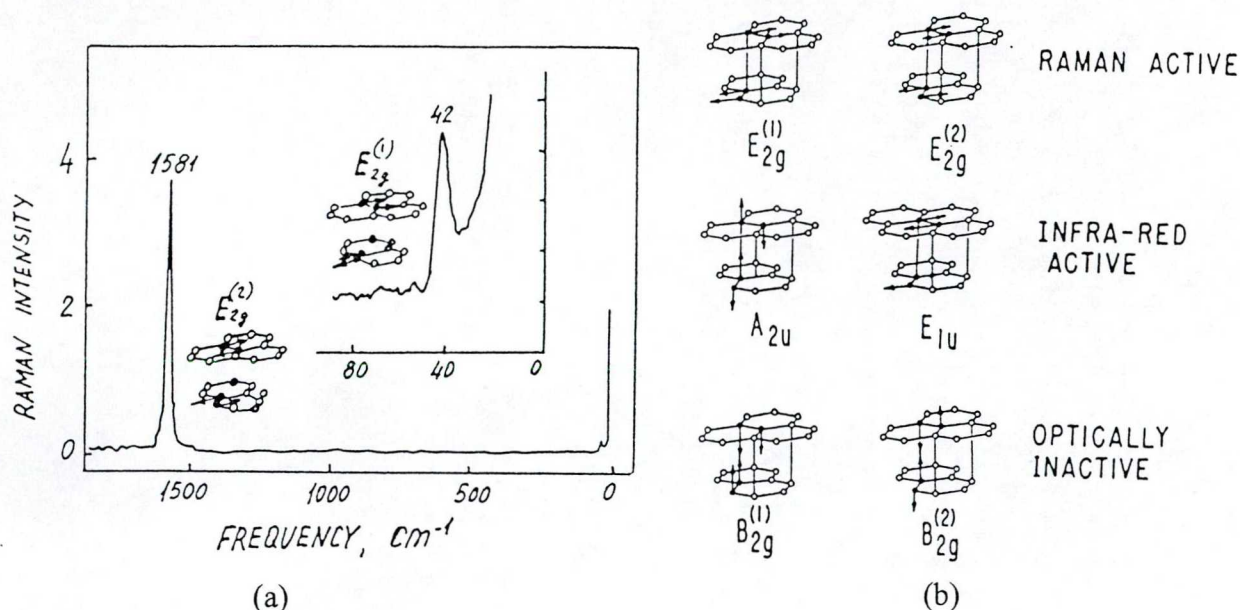 RAMAN INTENSITY
4
2
0
1581
E2g(2)
E2g(1)
42
80
40
0
1500
1000
500
0
FREQUENCY, cm-1
(a)
E2g(1)
E2g(2)
RAMAN ACTIVE
A2u
E1u
INFRA-RED
ACTIVE
B2g(1)
B2g(2)
OPTICALLY
INACTIVE
(b)